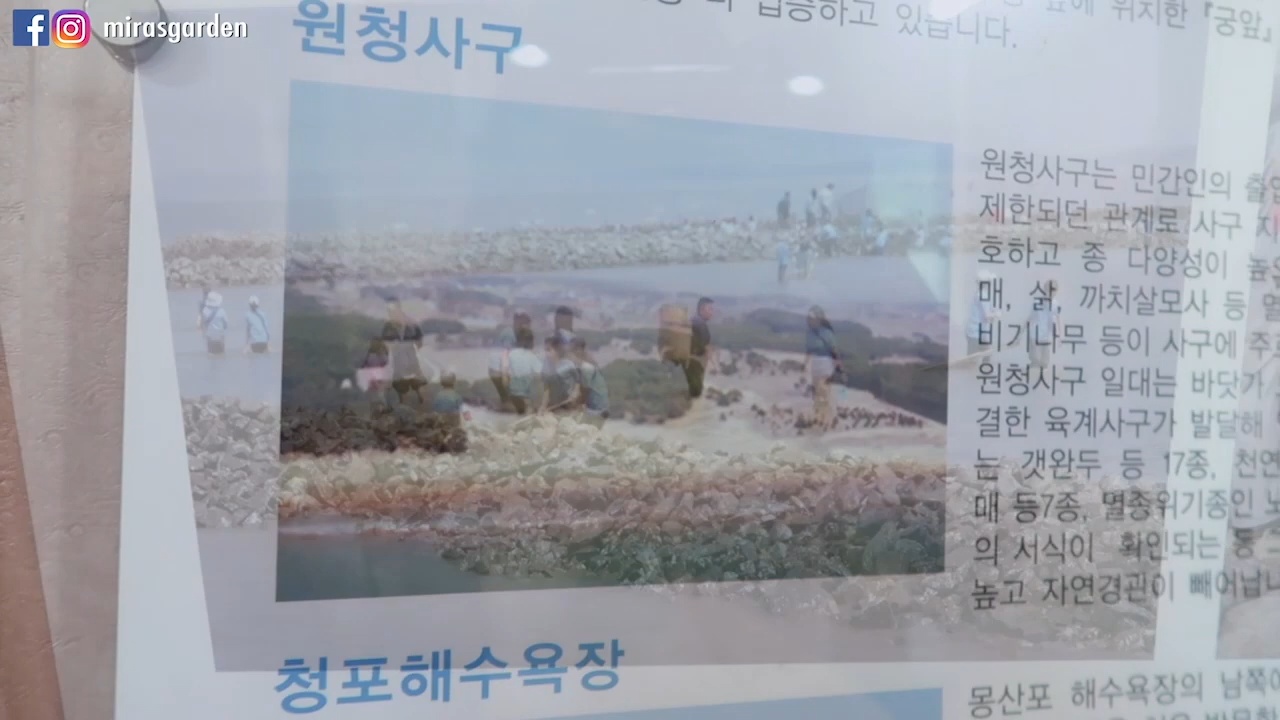 mirasgarden
급증하고 있습니다.
위치한 『궁앞』
원청사구
원청사구는 민간인의
제한되던 관계로 사구
호하고 종 다양성이
매, 삵, 까치살모사 등
비기나무 등이 사구에
원청사구 일대는 바닷가
결한 육계사구가 발달해
는 갯완두 등 17종, 천연
매 등7종, 멸종위기종인
의 서식이 확인되는 등
높고 자연경관이 빼어납니
청포해수욕장
몽산포 해수욕장의 남쪽